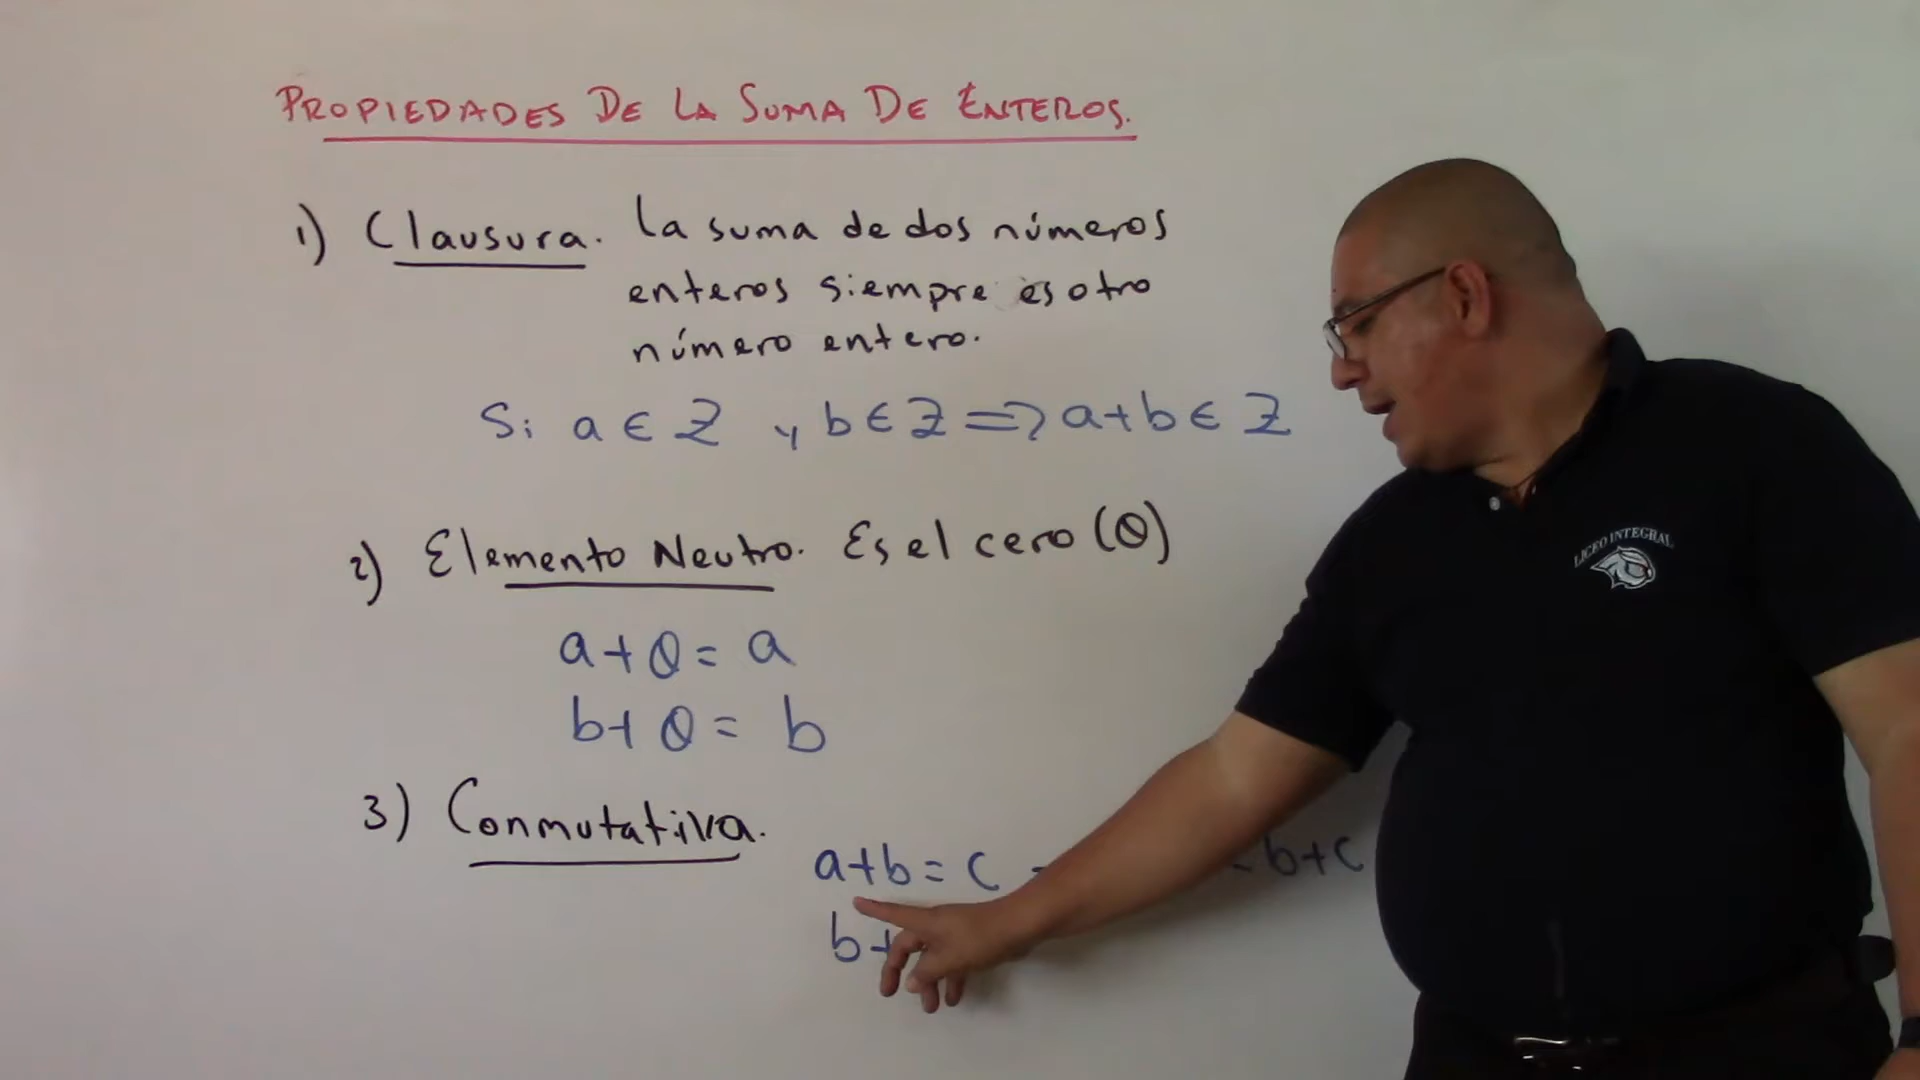 PROPIEDADES DE LA SUMA DE ENTEROS.
1) Clausura. La suma de dos números
enteros siempre es otro
número entero.
Si a ∈ Z y b ∈ Z => a+b ∈ Z
2) Elemento Neutro. Es el cero (0)
a + 0 = a
b + 0 = b
3) Conmutativa.
a+b = c
b+c
b+
LICEO INTEGRAL